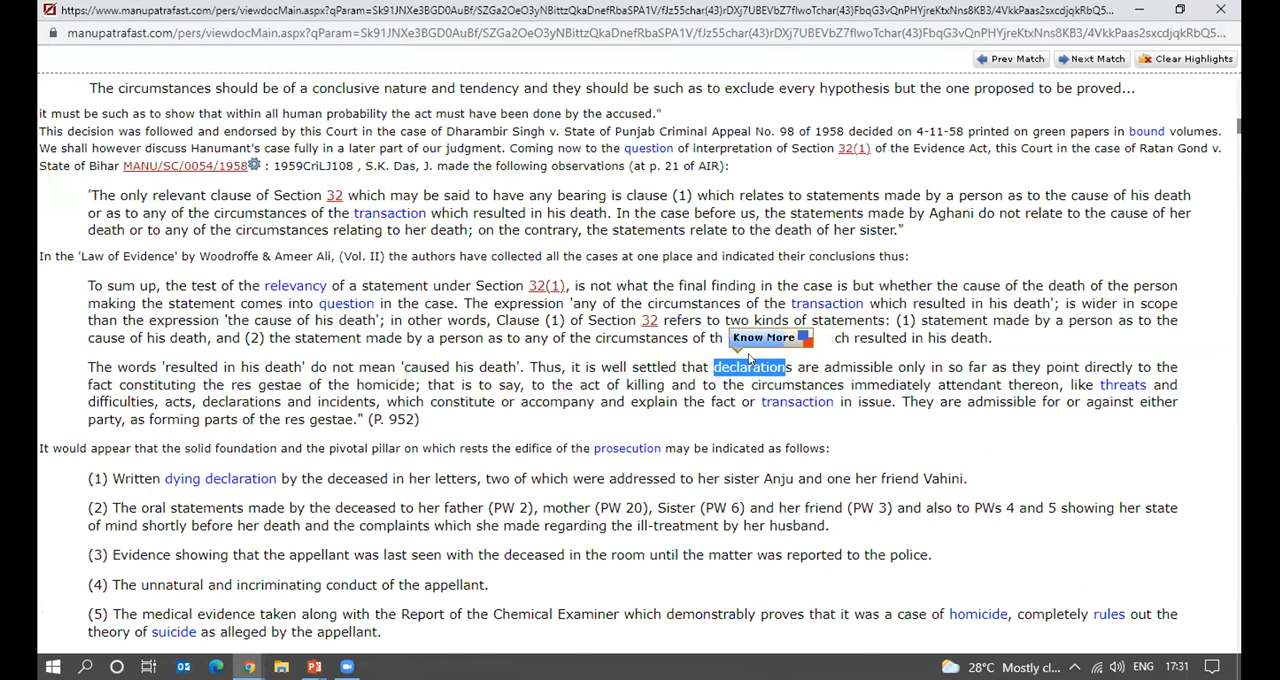 https://www.manupatrafast.com/pers/viewdocMain.aspx?qParam=Sk91JNXe3BGD0AuBf/SZGa2OeO3yNBittzQkaDnefRbaSPA1V/fJz55char(43)rDXj7UBEVbZ7flwoTyzmxFjzn55char(43)FbqG3vQnPHYjreKtxNns8KB3/4VkkPaas2sxcdjxkRbQ5...
manupatrafast.com/pers/viewdocMain.aspx?qParam=Sk91JNXe3BGD0AuBf/SZGa2OeO3yNBittzQkaDnefRbaSPA1V/fJz55char(43)rDXj7UBEVbZ7flwoTyzmxFjzn55char(43)FbqG3vQnPHYjreKtxNns8KB3/4VkkPaas2sxcdjxkRbQ5...
Prev Match Next Match Clear Highlights
The circumstances should be of a conclusive nature and tendency and they should be such as to exclude every hypothesis but the one proposed to be proved...
it must be such as to show that within all human probability the act must have been done by the accused."
This decision was followed and endorsed by this Court in the case of Dharambir Singh v. State of Punjab Criminal Appeal No. 98 of 1958 decided on 4-11-58 printed on green papers in bound volumes.
We shall however discuss Hanumant's case fully in a later part of our judgment. Coming now to the question of interpretation of Section 32(1) of the Evidence Act, this Court in the case of Ratan Gond v.
State of Bihar MANU/SC/0054/1958 : 1959CriLJ108 , S.K. Das, J. made the following observations (at p. 21 of AIR):
'The only relevant clause of Section 32 which may be said to have any bearing is clause (1) which relates to statements made by a person as to the cause of his death
or as to any of the circumstances of the transaction which resulted in his death. In the case before us, the statements made by Aghani do not relate to the cause of her
death or to any of the circumstances relating to her death; on the contrary, the statements relate to the death of her sister."
In the 'Law of Evidence' by Woodroffe & Ameer Ali, (Vol. II) the authors have collected all the cases at one place and indicated their conclusions thus:
To sum up, the test of the relevancy of a statement under Section 32(1), is not what the final finding in the case is but whether the cause of the death of the person
making the statement comes into question in the case. The expression 'any of the circumstances of the transaction which resulted in his death'; is wider in scope
than the expression 'the cause of his death'; in other words, Clause (1) of Section 32 refers to two kinds of statements: (1) statement made by a person as to the
cause of his death, and (2) the statement made by a person as to any of the circumstances of th Know More ch resulted in his death.
The words 'resulted in his death' do not mean 'caused his death'. Thus, it is well settled that declarations are admissible only in so far as they point directly to the
fact constituting the res gestae of the homicide; that is to say, to the act of killing and to the circumstances immediately attendant thereon, like threats and
difficulties, acts, declarations and incidents, which constitute or accompany and explain the fact or transaction in issue. They are admissible for or against either
party, as forming parts of the res gestae." (P. 952)
It would appear that the solid foundation and the pivotal pillar on which rests the edifice of the prosecution may be indicated as follows:
(1) Written dying declaration by the deceased in her letters, two of which were addressed to her sister Anju and one her friend Vahini.
(2) The oral statements made by the deceased to her father (PW 2), mother (PW 20), Sister (PW 6) and her friend (PW 3) and also to PWs 4 and 5 showing her state
of mind shortly before her death and the complaints which she made regarding the ill-treatment by her husband.
(3) Evidence showing that the appellant was last seen with the deceased in the room until the matter was reported to the police.
(4) The unnatural and incriminating conduct of the appellant.
(5) The medical evidence taken along with the Report of the Chemical Examiner which demonstrably proves that it was a case of homicide, completely rules out the
theory of suicide as alleged by the appellant.
28°C Mostly cl... ENG 17:31